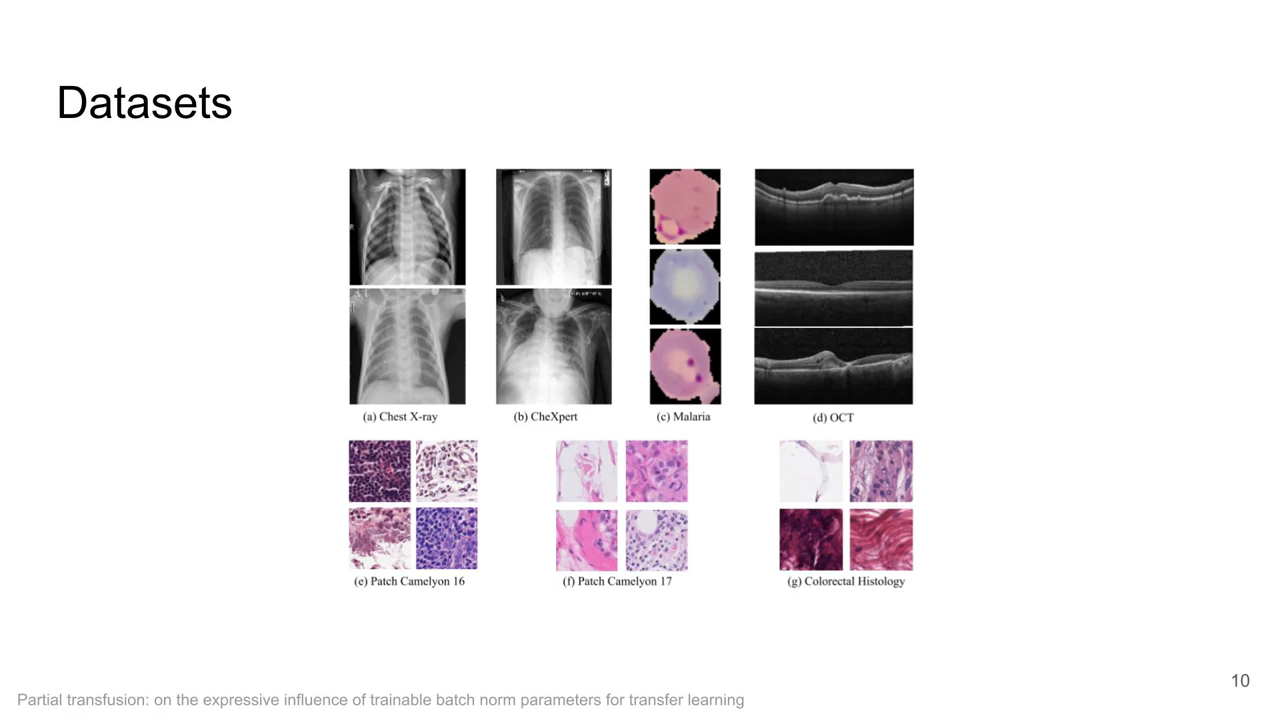 Datasets
(a) Chest X-ray
(b) CheXpert
(c) Malaria
(d) OCT
(e) Patch Camelyon 16
(f) Patch Camelyon 17
(g) Colorectal Histology
Partial transfusion: on the expressive influence of trainable batch norm parameters for transfer learning
10